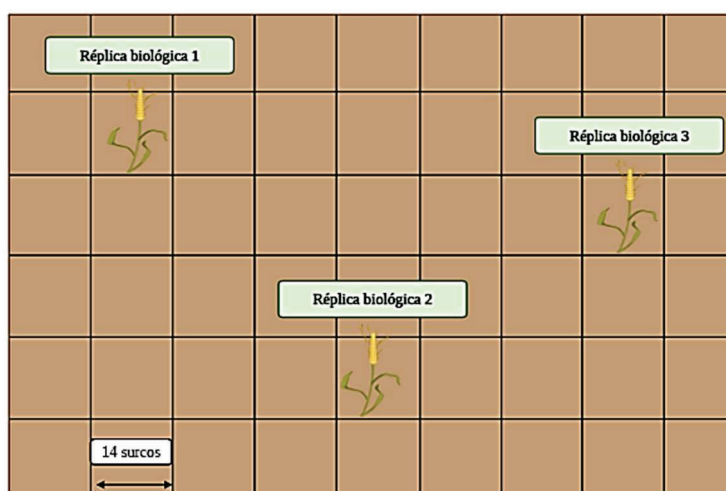 Réplica biológica 1
Réplica biológica 3
Réplica biológica 2
14 surcos